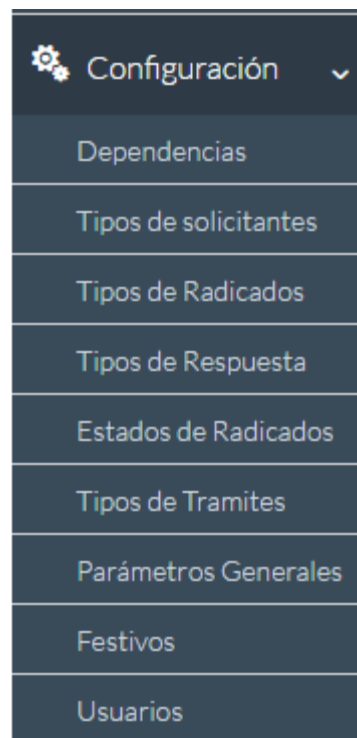 Configuración
Dependencias
Tipos de solicitantes
Tipos de Radicados
Tipos de Respuesta
Estados de Radicados
Tipos de Tramites
Parámetros Generales
Festivos
Usuarios